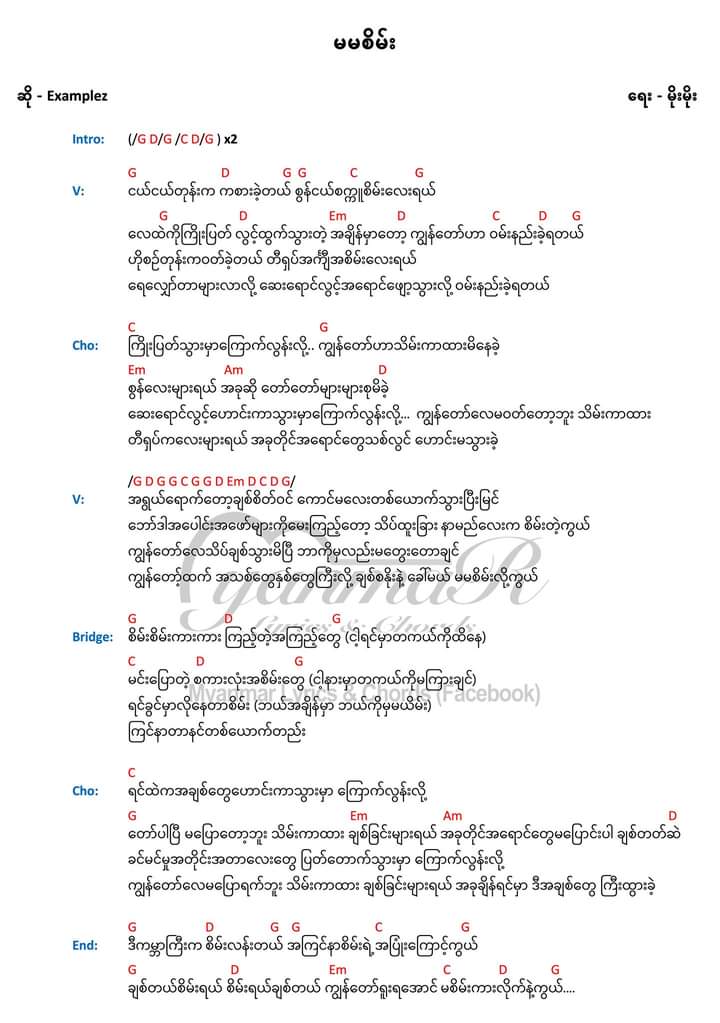 မမစိမ်း
ဆို - Examplez ရေး - မိုးမိုး
Intro: (/G D/G /C D/G ) x2
G D G G C G
V: ငယ်ငယ်တုန်းက ကစားခဲ့တယ် စွန်ငယ်စက္ကူစိမ်းလေးရယ်
G D Em D C D G
လေထဲကိုကြိုးပြတ် လွင့်ထွက်သွားတဲ့ အချိန်မှာတော့ ကျွန်တော်ဟာ ဝမ်းနည်းခဲ့ရတယ်
ဟိုစဉ်တုန်းကဝတ်ခဲ့တယ် တီရှပ်အင်္ကျီအစိမ်းလေးရယ်
ရေလျှော်တာများလာလို့ ဆေးရောင်လွင့်အရောင်ဖျော့သွားလို့ ဝမ်းနည်းခဲ့ရတယ်
C G
Cho: ကြိုးပြတ်သွားမှာကြောက်လွန်းလို့.. ကျွန်တော်ဟာသိမ်းကာထားမိနေခဲ့
Em Am D
စွန်လေးများရယ် အခုဆို တော်တော်များများစုမိခဲ့
ဆေးရောင်လွင့်ဟောင်းကာသွားမှာကြောက်လွန်းလို့... ကျွန်တော်လေမဝတ်တော့ဘူး သိမ်းကာထား
တီရှပ်ကလေးများရယ် အခုတိုင်အရောင်တွေသစ်လွင် ဟောင်းမသွားခဲ့
/G D G G C G G D Em D C D G/
V: အရွယ်ရောက်တော့ချစ်စိတ်ဝင် ကောင်မလေးတစ်ယောက်သွားပြီးမြင်
ဘော်ဒါအပေါင်းအဖော်များကိုမေးကြည့်တော့ သိပ်ထူးခြား နာမည်လေးက စိမ်းတဲ့ကွယ်
ကျွန်တော်လေသိပ်ချစ်သွားမိပြီ ဘာကိုမှလည်းမတွေးတောချင်
ကျွန်တော့်ထက် အသစ်တွေနှစ်တွေကြီးလို့ ချစ်စနိုးနဲ့ ခေါ်မယ် မမစိမ်းလို့ကွယ်
G D G
Bridge: စိမ်းစိမ်းကားကား ကြည့်တဲ့အကြည့်တွေ (ငါ့ရင်မှာတကယ်ကိုထိနေ)
C D G
မင်းပြောတဲ့ စကားလုံးအစိမ်းတွေ (ငါ့နားမှာတကယ်ကိုမကြားချင်)
ရင်ခွင်မှာလိုနေတာစိမ်း (ဘယ်အချိန်မှာ ဘယ်ကိုမှမယိမ်း)
ကြင်နာတာနင်တစ်ယောက်တည်း
C
Cho: ရင်ထဲကအချစ်တွေဟောင်းကာသွားမှာ ကြောက်လွန်းလို့
G Em Am D
တော်ပါပြီ မပြောတော့ဘူး သိမ်းကာထား ချစ်ခြင်းများရယ် အခုတိုင်အရောင်တွေမပြောင်းပါ ချစ်တတ်ဆဲ
ခင်မင်မှုအတိုင်းအတာလေးတွေ ပြတ်တောက်သွားမှာ ကြောက်လွန်းလို့
ကျွန်တော်လေမပြောရက်ဘူး သိမ်းကာထား ချစ်ခြင်းများရယ် အခုချိန်ရင်မှာ ဒီအချစ်တွေ ကြီးထွားခဲ့
G D G G C G
End: ဒီကမ္ဘာကြီးက စိမ်းလန်းတယ် အကြင်နာစိမ်းရဲ့အပြုံးကြောင့်ကွယ်
G D Em C D G
ချစ်တယ်စိမ်းရယ် စိမ်းရယ်ချစ်တယ် ကျွန်တော်ရူးရအောင် မစိမ်းကားလိုက်နဲ့ကွယ်....
MyanmaR
Lyrics & Chords
Myanmar Lyrics & Chords (Facebook)